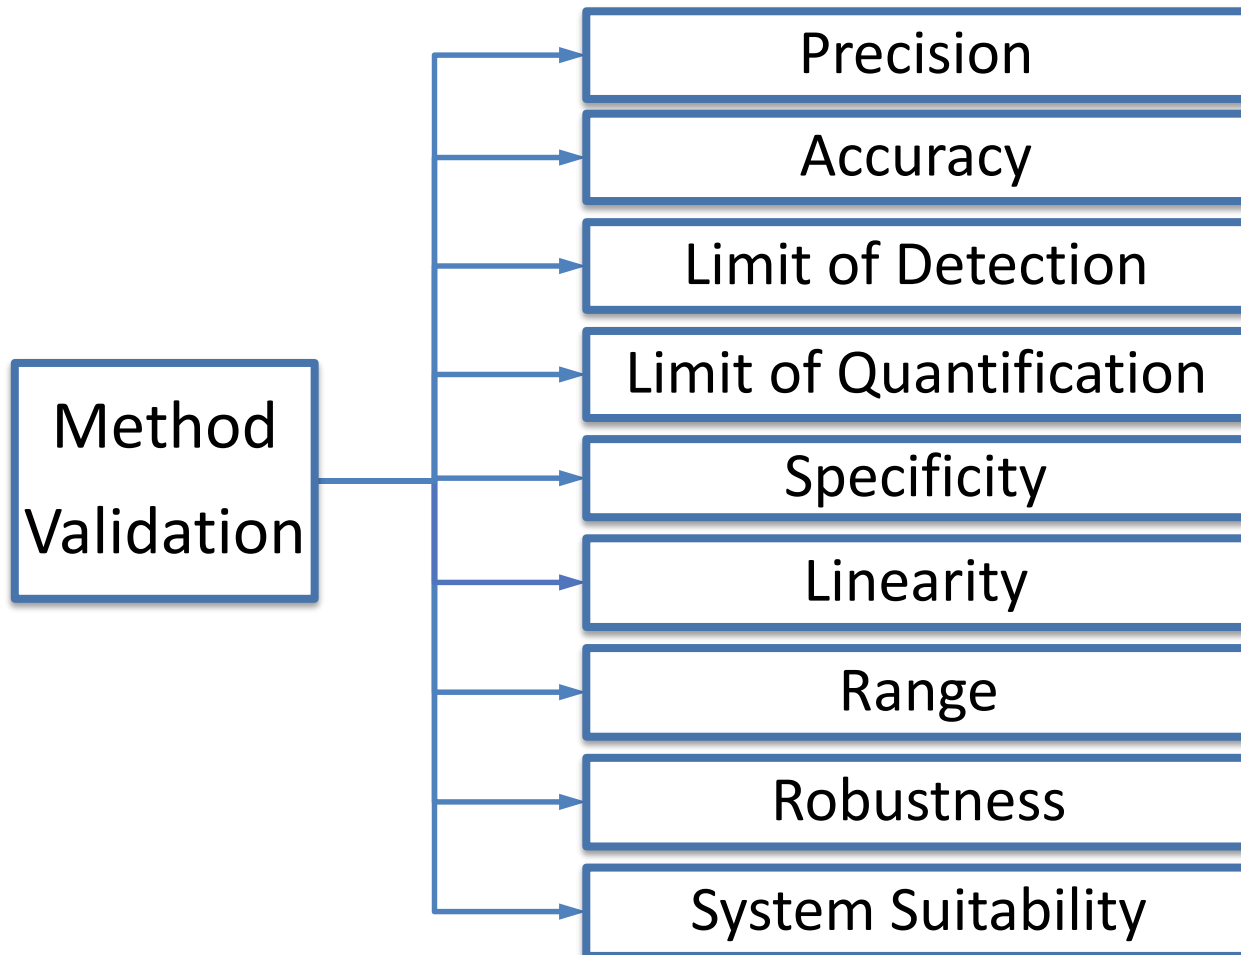 Precision
Accuracy
Limit of Detection
Limit of Quantification
Method
Validation
Specificity
Linearity
Range
Robustness
System Suitability